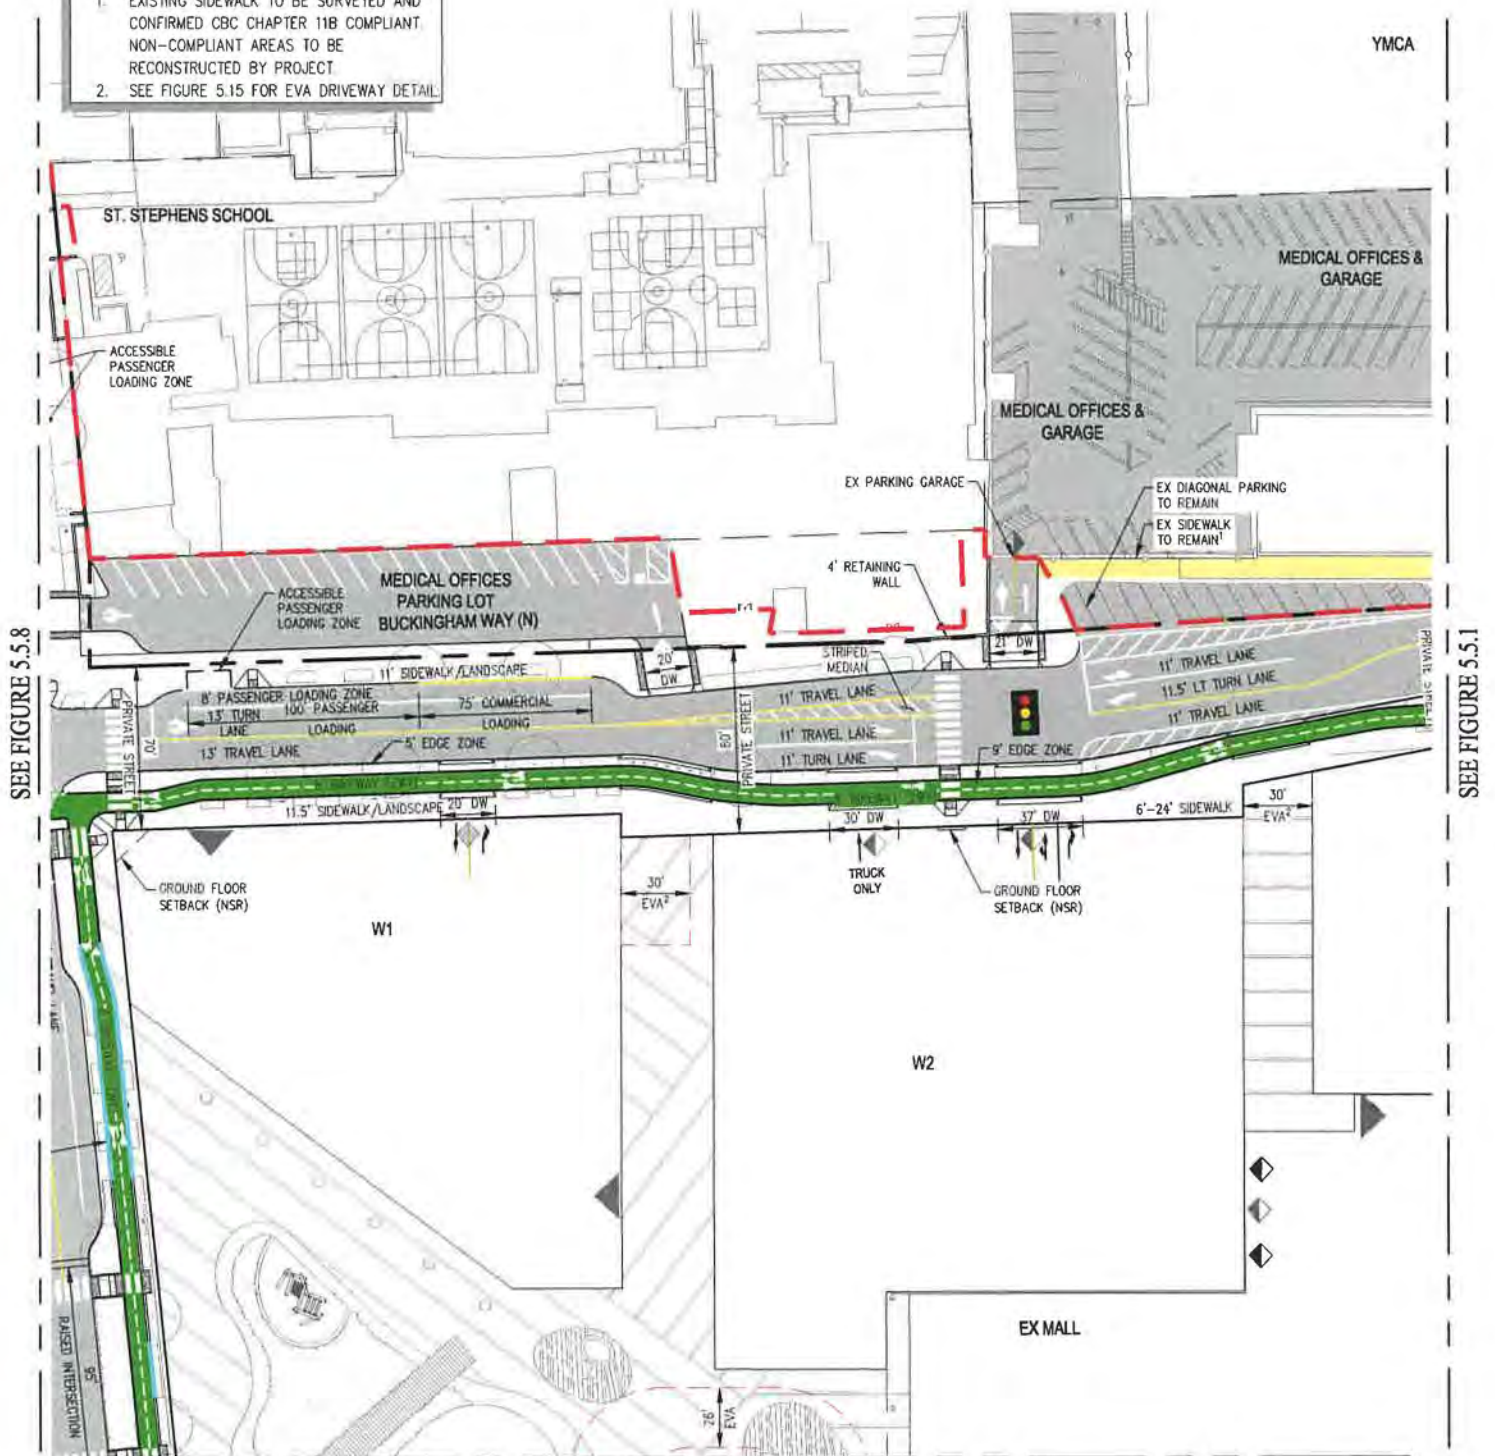 1. EXISTING SIDEWALK TO BE SURVEYED AND
CONFIRMED CBC CHAPTER 11B COMPLIANT.
NON-COMPLIANT AREAS TO BE
RECONSTRUCTED BY PROJECT
2. SEE FIGURE 5.15 FOR EVA DRIVEWAY DETAIL
YMCA
ST. STEPHENS SCHOOL
MEDICAL OFFICES &
GARAGE
ACCESSIBLE
PASSENGER
LOADING ZONE
MEDICAL OFFICES &
GARAGE
EX PARKING GARAGE
EX DIAGONAL PARKING
TO REMAIN
EX SIDEWALK
TO REMAIN¹
4' RETAINING
WALL
MEDICAL OFFICES
PARKING LOT
BUCKINGHAM WAY (N)
ACCESSIBLE
PASSENGER
LOADING ZONE
SEE FIGURE 5.5.8
SEE FIGURE 5.5.1
20'
DW
21' DW
STRIPED
MEDIAN
11' SIDEWALK/LANDSCAPE
8' PASSENGER LOADING ZONE
13' TURN
LANE
100' PASSENGER
LOADING
75' COMMERCIAL
LOADING
13' TRAVEL LANE
5' EDGE ZONE
PRIVATE STREET
70'
PRIVATE STREET
80'
11' TRAVEL LANE
11' TRAVEL LANE
11' TURN LANE
11' TRAVEL LANE
11.5' LT TURN LANE
11' TRAVEL LANE
9' EDGE ZONE
11.5' SIDEWALK/LANDSCAPE
20' DW
30' DW
37' DW
6'-24' SIDEWALK
30'
EVA²
TRUCK
ONLY
GROUND FLOOR
SETBACK (NSR)
GROUND FLOOR
SETBACK (NSR)
30'
EVA²
W1
W2
EX MALL
RAISED INTERSECTION
95'
26'
EVA